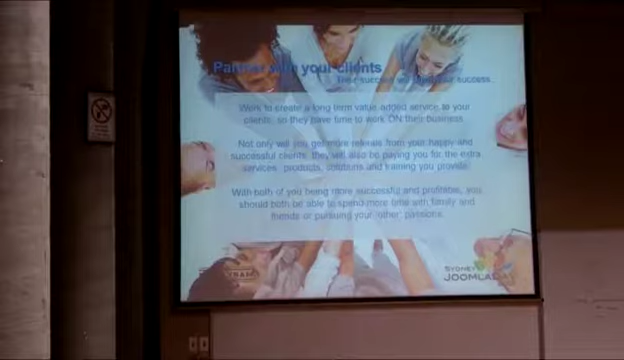 Partner with your clients
Their success will be your success.
Work to create a long term value added service to your
clients, so they have time to work ON their business.
Not only will you get more referrals from your happy and
successful clients, they will also be paying you for the extra
services, products, solutions and training you provide.
With both of you being more successful and profitable, you
should both be able to spend more time with family and
friends or pursuing your 'other' passions.
SYDNEY